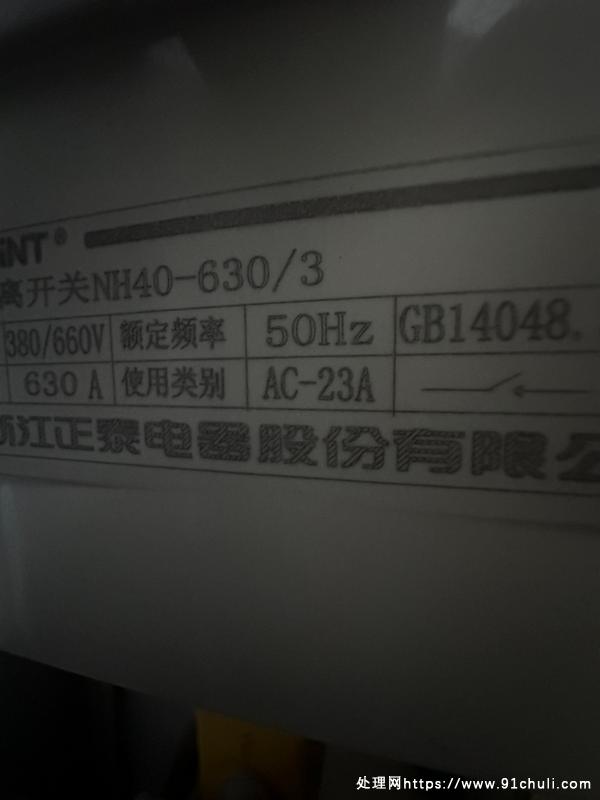 iNT®
离开关NH40-630/3
380/660V 额定频率 50Hz GB14048.
630A 使用类别 AC-23A
浙江正泰电器股份有限公
处理网https://www.91chuli.com/